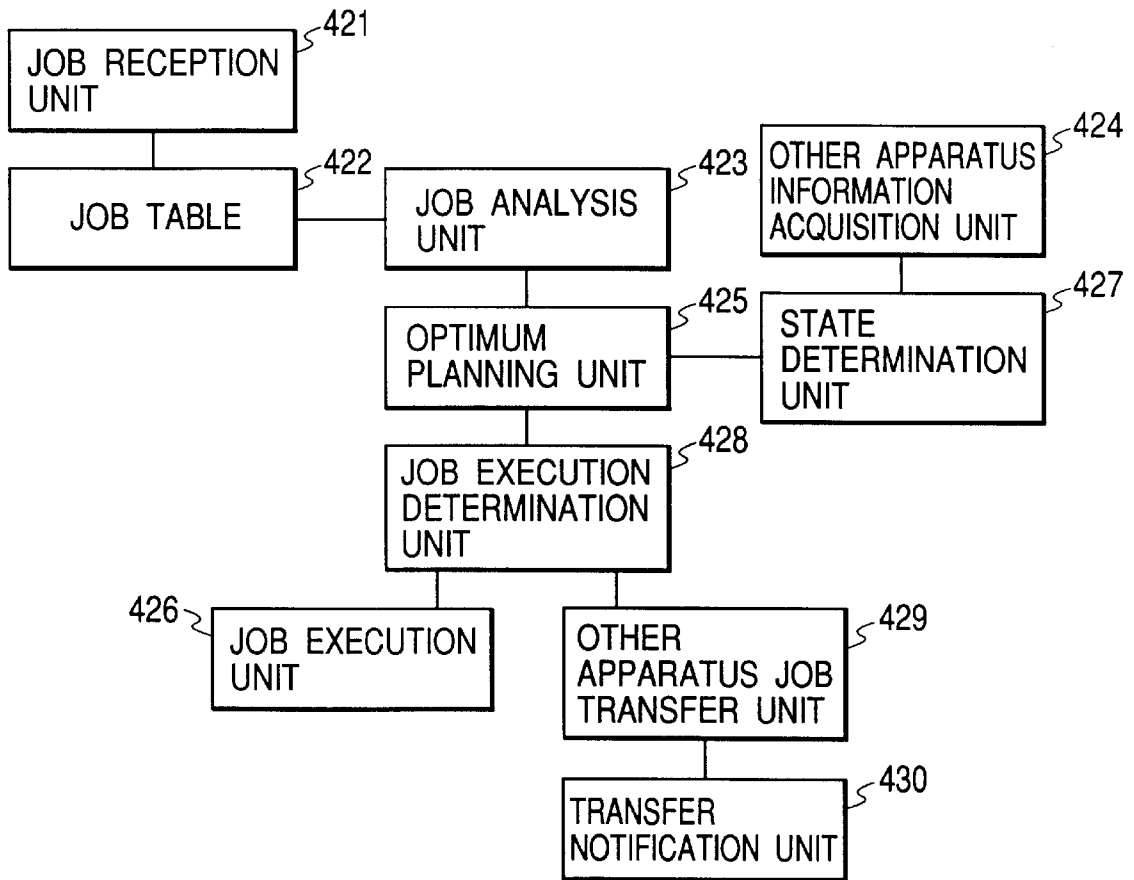 421
JOB RECEPTION
UNIT
422
JOB TABLE
423
JOB ANALYSIS
UNIT
424
OTHER APPARATUS
INFORMATION
ACQUISITION UNIT
425
OPTIMUM
PLANNING UNIT
427
STATE
DETERMINATION
UNIT
428
JOB EXECUTION
DETERMINATION
UNIT
426
JOB EXECUTION
UNIT
429
OTHER
APPARATUS JOB
TRANSFER UNIT
430
TRANSFER
NOTIFICATION UNIT